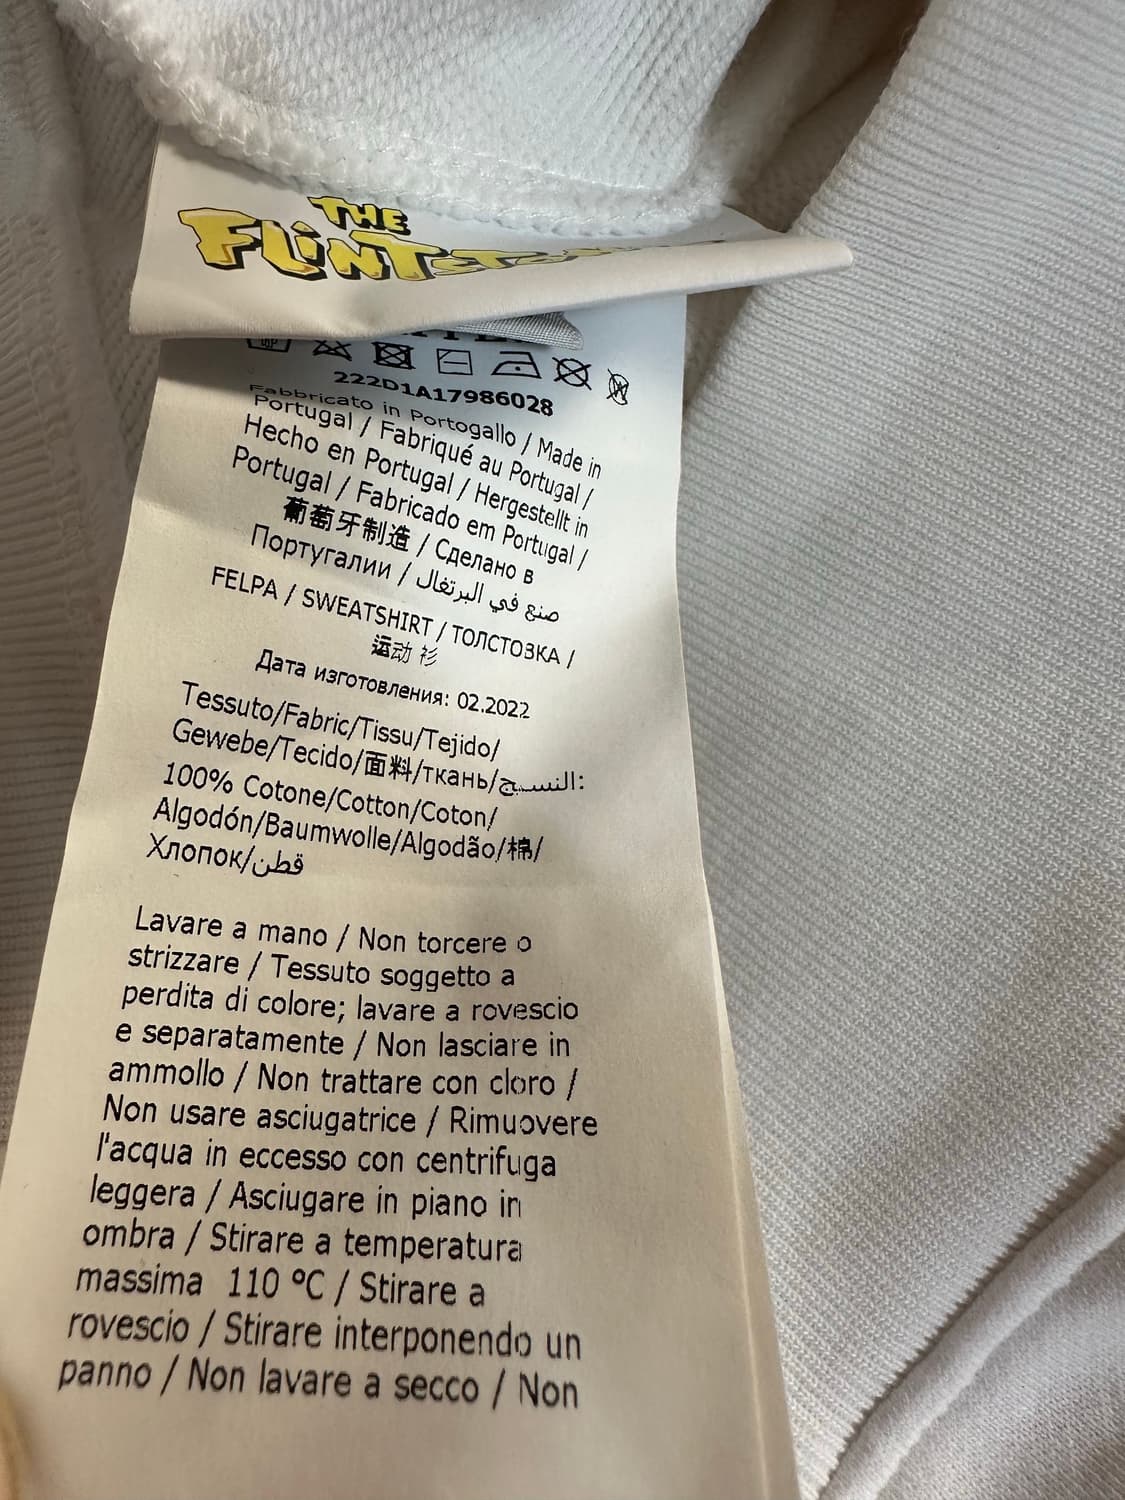 THE
FLINTSTONES
222D1A17986028
Fabbricato in Portogallo / Made in
Portugal / Fabriqué au Portugal /
Hecho en Portugal / Hergestellt in
Portugal / Fabricado em Portugal /
葡萄牙制造 / Сделано в
Португалии / صنع في البرتغال
FELPA / SWEATSHIRT / ТОЛСТОВКА /
运动 衫
Дата изготовления: 02.2022
Tessuto/Fabric/Tissu/Tejido/
Gewebe/Tecido/面料/ткань/النسيج:
100% Cotone/Cotton/Coton/
Algodón/Baumwolle/Algodão/棉/
Хлопок/قطن
Lavare a mano / Non torcere o
strizzare / Tessuto soggetto a
perdita di colore; lavare a rovescio
e separatamente / Non lasciare in
ammollo / Non trattare con cloro /
Non usare asciugatrice / Rimuovere
l'acqua in eccesso con centrifuga
leggera / Asciugare in piano in
ombra / Stirare a temperatura
massima 110 °C / Stirare a
rovescio / Stirare interponendo un
panno / Non lavare a secco / Non